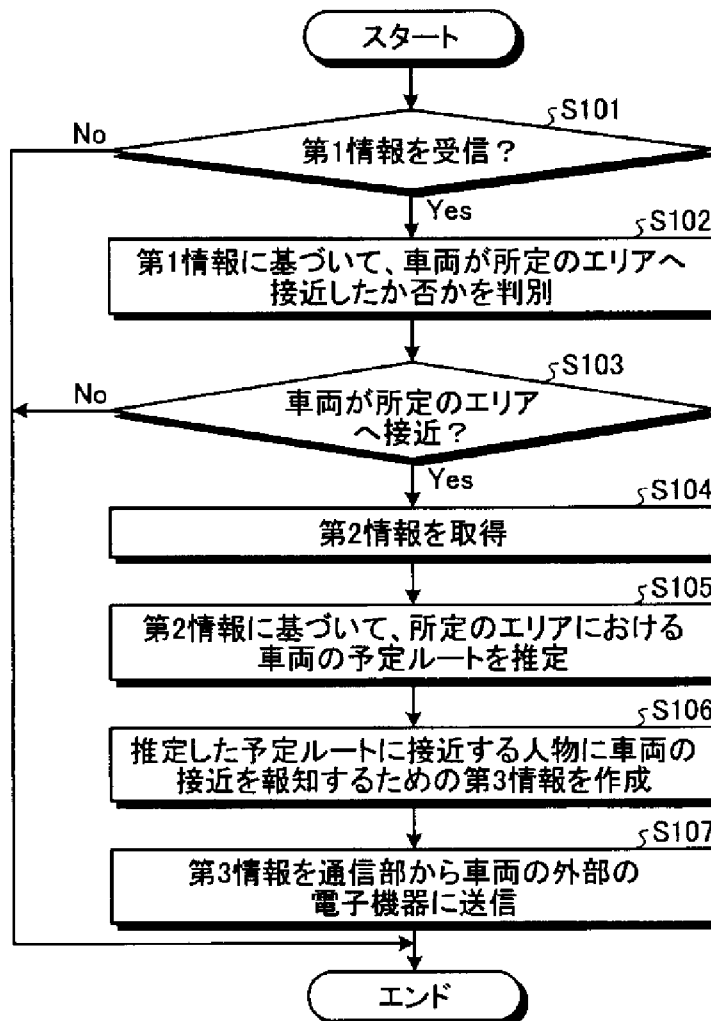 スタート
S101
No
第1情報を受信?
Yes
S102
第1情報に基づいて、車両が所定のエリアへ
接近したか否かを判別
S103
No
車両が所定のエリア
へ接近?
Yes
S104
第2情報を取得
S105
第2情報に基づいて、所定のエリアにおける
車両の予定ルートを推定
S106
推定した予定ルートに接近する人物に車両の
接近を報知するための第3情報を作成
S107
第3情報を通信部から車両の外部の
電子機器に送信
エンド